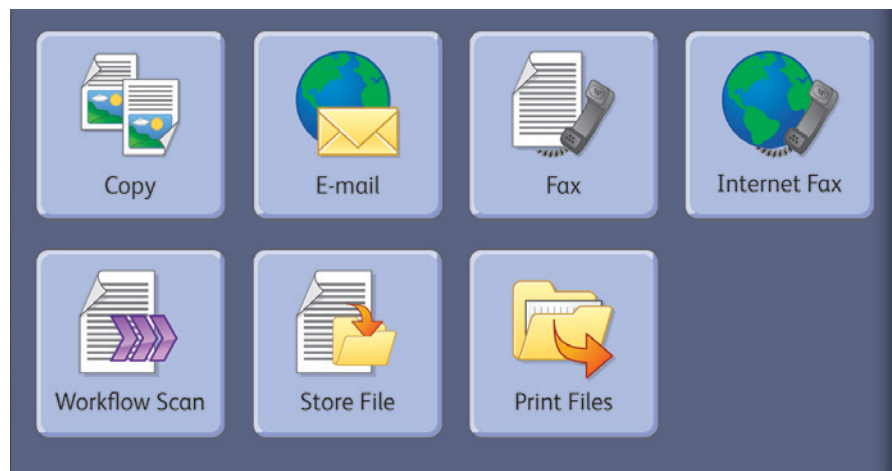 Copy
E-mail
Fax
Internet Fax
Workflow Scan
Store File
Print Files